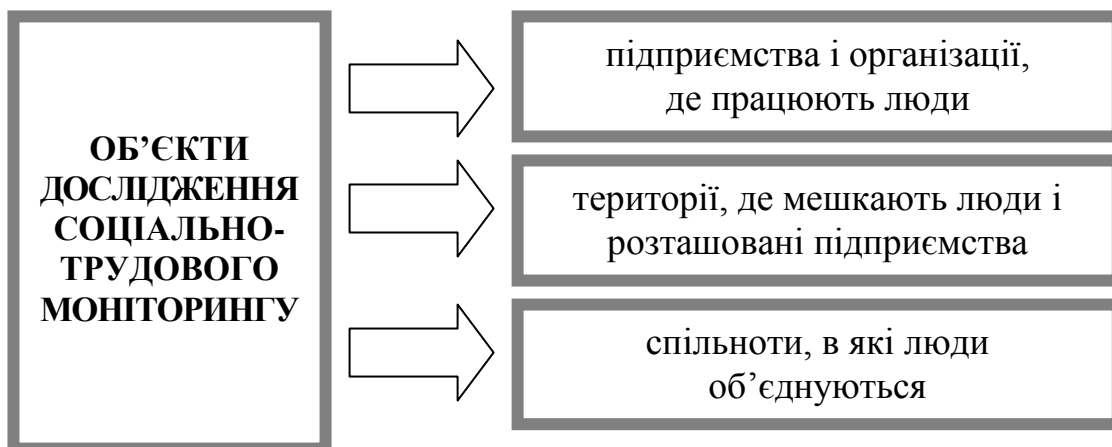 ОБ’ЄКТИ
ДОСЛІДЖЕННЯ
СОЦІАЛЬНО-
ТРУДОВОГО
МОНІТОРИНГУ
підприємства і організації,
де працюють люди
території, де мешкають люди і
розташовані підприємства
спільноти, в які люди
об’єднуються